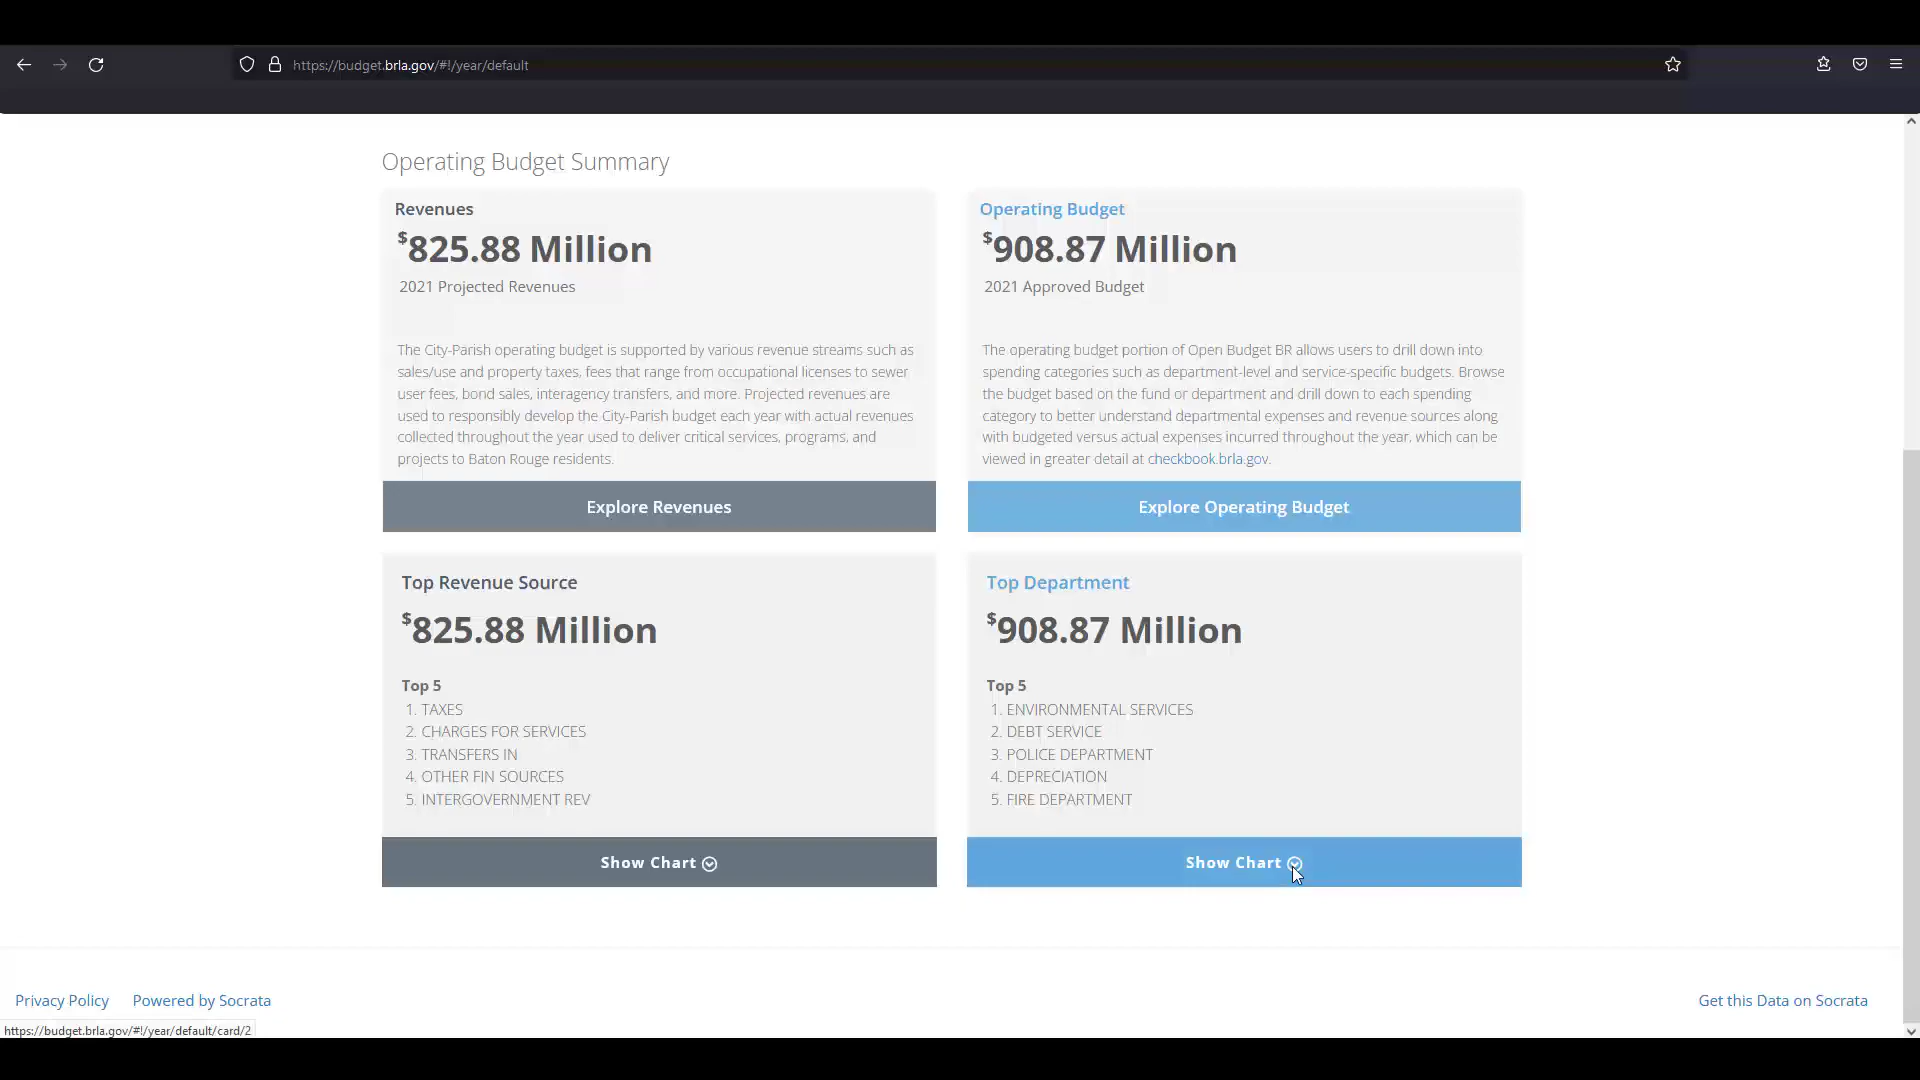 https://budget.brla.gov/#!/year/default
Operating Budget Summary
Revenues
$825.88 Million
2021 Projected Revenues
The City-Parish operating budget is supported by various revenue streams such as
sales/use and property taxes, fees that range from occupational licenses to sewer
user fees, bond sales, interagency transfers, and more. Projected revenues are
used to responsibly develop the City-Parish budget each year with actual revenues
collected throughout the year used to deliver critical services, programs, and
projects to Baton Rouge residents.
Explore Revenues
Operating Budget
$908.87 Million
2021 Approved Budget
The operating budget portion of Open Budget BR allows users to drill down into
spending categories such as department-level and service-specific budgets. Browse
the budget based on the fund or department and drill down to each spending
category to better understand departmental expenses and revenue sources along
with budgeted versus actual expenses incurred throughout the year, which can be
viewed in greater detail at checkbook.brla.gov.
Explore Operating Budget
Top Revenue Source
$825.88 Million
Top 5
1. TAXES
2. CHARGES FOR SERVICES
3. TRANSFERS IN
4. OTHER FIN SOURCES
5. INTERGOVERNMENT REV
Show Chart
Top Department
$908.87 Million
Top 5
1. ENVIRONMENTAL SERVICES
2. DEBT SERVICE
3. POLICE DEPARTMENT
4. DEPRECIATION
5. FIRE DEPARTMENT
Show Chart
Privacy Policy
Powered by Socrata
Get this Data on Socrata
https://budget.brla.gov/#!/year/default/card/2